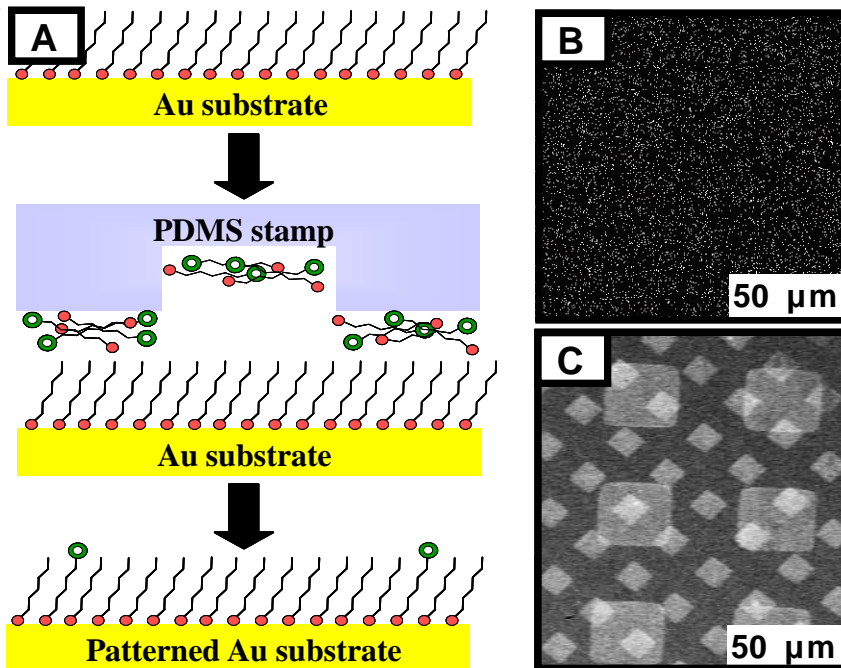 A
Au substrate
PDMS stamp
Au substrate
Patterned Au substrate
B
50 µm
C
50 µm